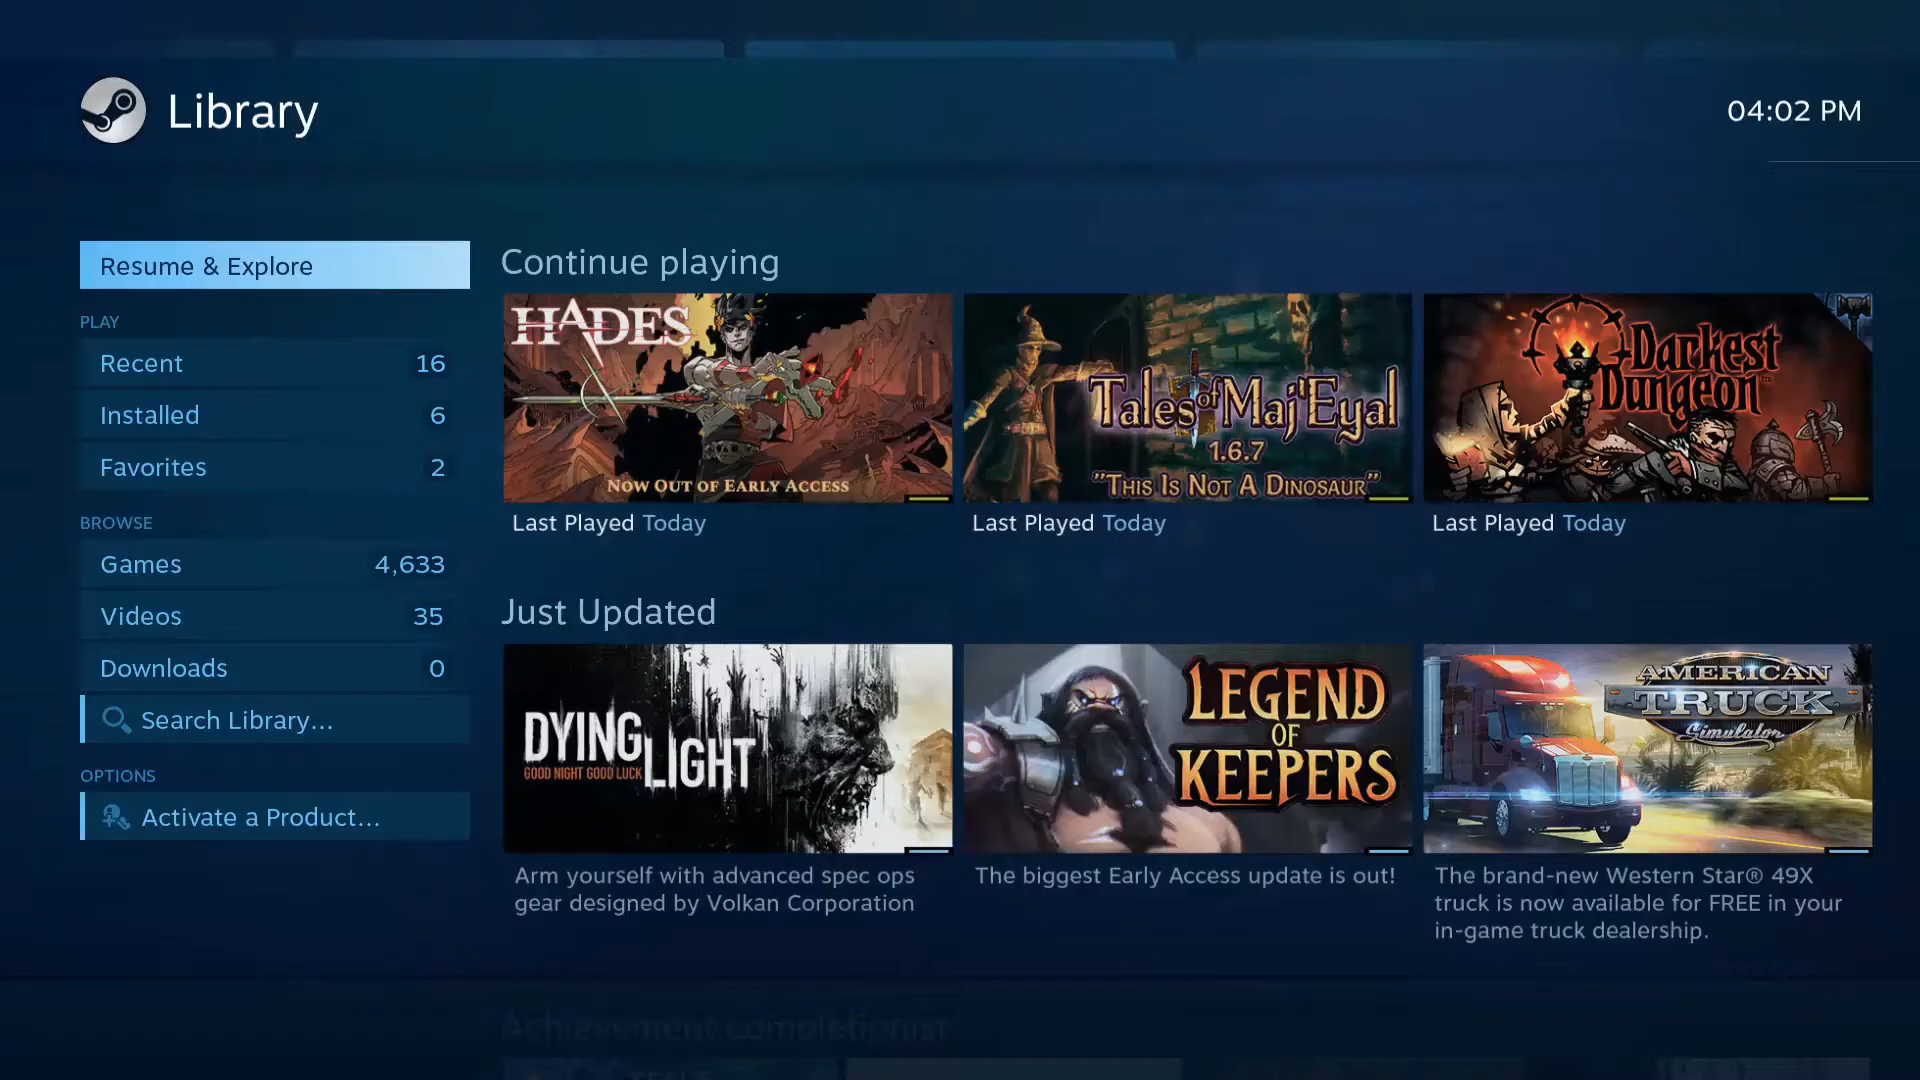 Library
04:02 PM
Resume & Explore
PLAY
Recent 16
Installed 6
Favorites 2
BROWSE
Games 4,633
Videos 35
Downloads 0
Search Library...
OPTIONS
Activate a Product...
Continue playing
HADES
NOW OUT OF EARLY ACCESS
Last Played Today
Tales of Maj'Eyal
1.6.7
"THIS IS NOT A DINOSAUR"
Last Played Today
Darkest
Dungeon™
Last Played Today
Just Updated
DYING LIGHT
GOOD NIGHT GOOD LUCK
Arm yourself with advanced spec ops
gear designed by Volkan Corporation
LEGEND
OF
KEEPERS
The biggest Early Access update is out!
AMERICAN
TRUCK
Simulator
The brand-new Western Star® 49X
truck is now available for FREE in your
in-game truck dealership.
Achievement completionist